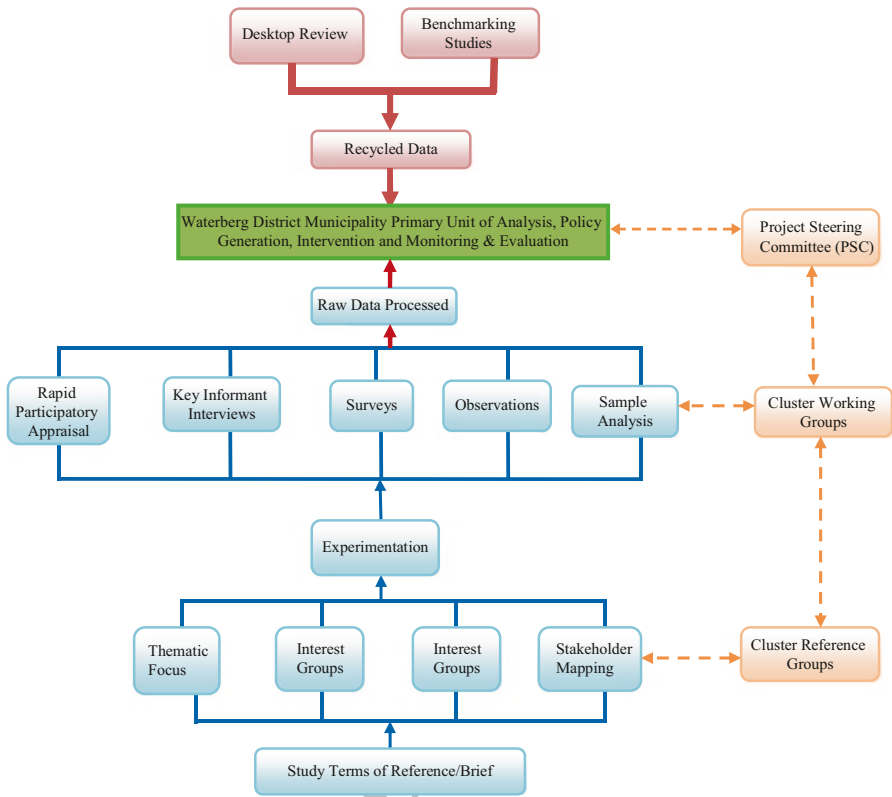 Desktop Review
Benchmarking
Studies
Recycled Data
Waterberg District Municipality Primary Unit of Analysis, Policy
Generation, Intervention and Monitoring & Evaluation
Project Steering
Committee (PSC)
Raw Data Processed
Rapid
Participatory
Appraisal
Key Informant
Interviews
Surveys
Observations
Sample
Analysis
Cluster Working
Groups
Experimentation
Thematic
Focus
Interest
Groups
Interest
Groups
Stakeholder
Mapping
Cluster Reference
Groups
Study Terms of Reference/Brief